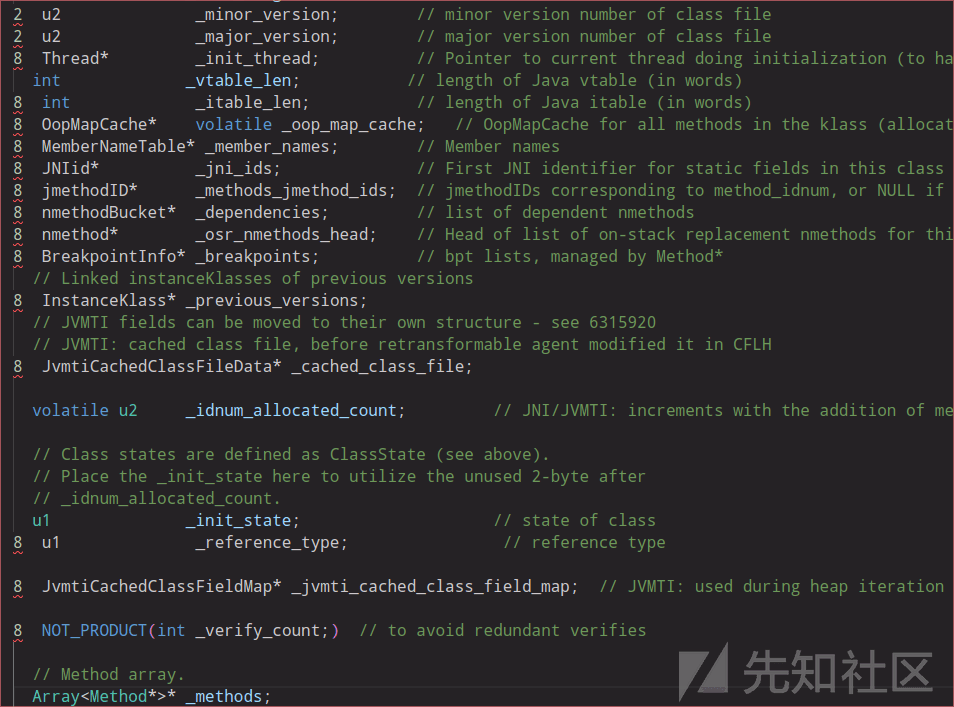 2 u2 _minor_version; // minor version number of class file
2 u2 _major_version; // major version number of class file
8 Thread* _init_thread; // Pointer to current thread doing initialization (to ha
int _vtable_len; // length of Java vtable (in words)
8 int _itable_len; // length of Java itable (in words)
8 OopMapCache* volatile _oop_map_cache; // OopMapCache for all methods in the klass (allocat
8 MemberNameTable* _member_names; // Member names
8 JNIid* _jni_ids; // First JNI identifier for static fields in this class
8 jmethodID* _methods_jmethod_ids; // jmethodIDs corresponding to method_idnum, or NULL if
8 nmethodBucket* _dependencies; // list of dependent nmethods
8 nmethod* _osr_nmethods_head; // Head of list of on-stack replacement nmethods for thi
8 BreakpointInfo* _breakpoints; // bpt lists, managed by Method*
// Linked instanceKlasses of previous versions
8 InstanceKlass* _previous_versions;
// JVMTI fields can be moved to their own structure - see 6315920
// JVMTI: cached class file, before retransformable agent modified it in CFLH
8 JvmtiCachedClassFileData* _cached_class_file;
volatile u2 _idnum_allocated_count; // JNI/JVMTI: increments with the addition of me
// Class states are defined as ClassState (see above).
// Place the _init_state here to utilize the unused 2-byte after
// _idnum_allocated_count.
u1 _init_state; // state of class
8 u1 _reference_type; // reference type
8 JvmtiCachedClassFieldMap* _jvmti_cached_class_field_map; // JVMTI: used during heap iteration
8 NOT_PRODUCT(int _verify_count;) // to avoid redundant verifies
// Method array.
Array<Method*>* _methods;
先知社区